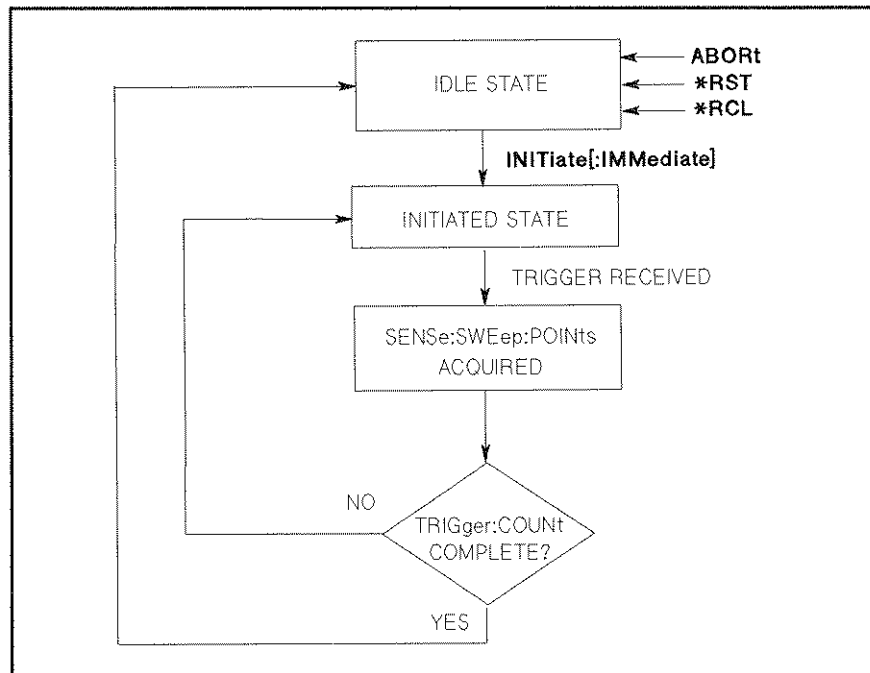 ABORt
IDLE STATE
*RST
*RCL
INITiate[:IMMediate]
INITIATED STATE
TRIGGER RECEIVED
SENSe:SWEep:POINts
ACQUIRED
NO
TRIGger:COUNt
COMPLETE?
YES